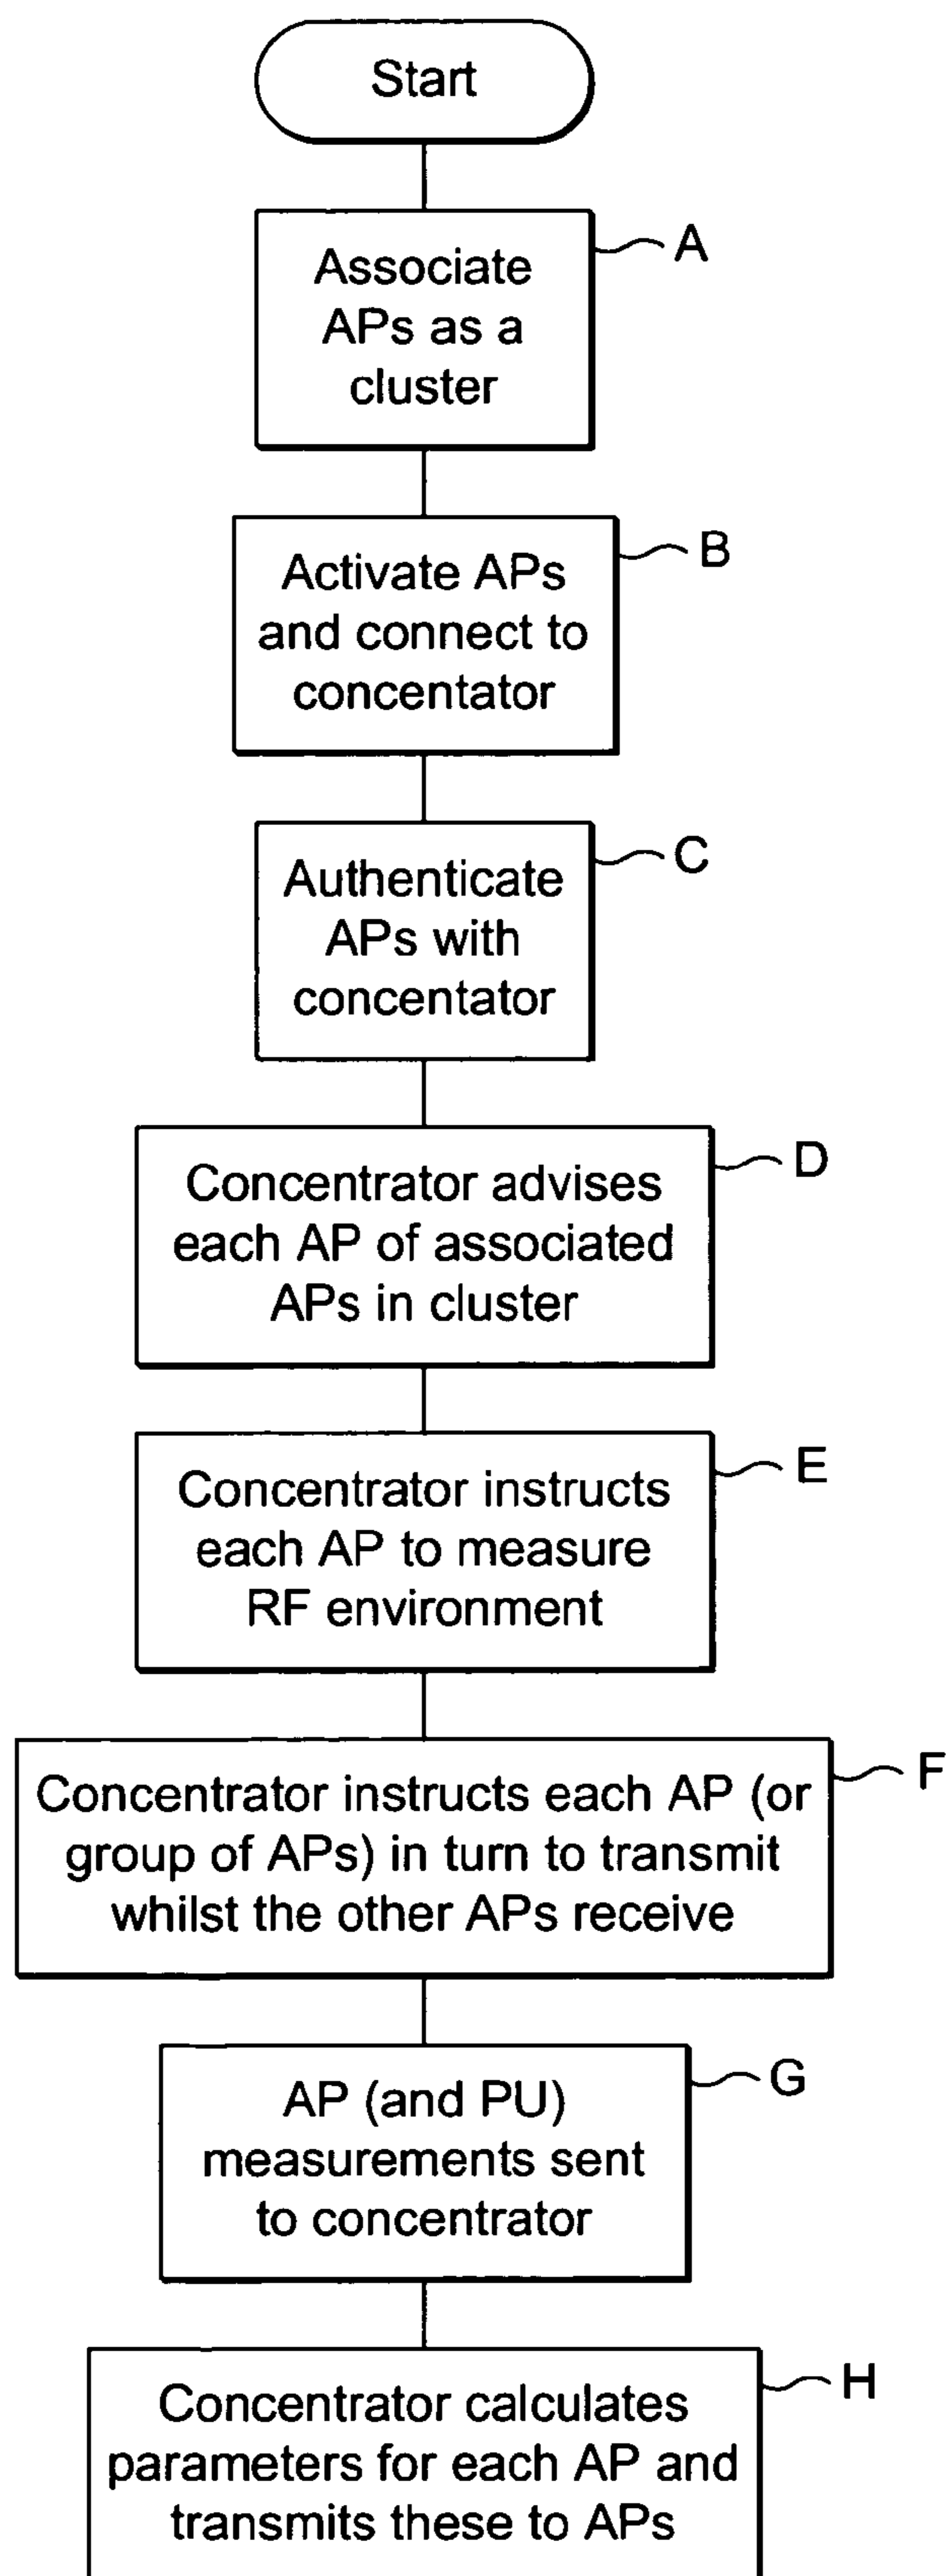 Start
A
Associate
APs as a
cluster
B
Activate APs
and connect to
concentator
C
Authenticate
APs with
concentator
D
Concentrator advises
each AP of associated
APs in cluster
E
Concentrator instructs
each AP to measure
RF environment
F
Concentrator instructs each AP (or
group of APs) in turn to transmit
whilst the other APs receive
G
AP (and PU)
measurements sent
to concentrator
H
Concentrator calculates
parameters for each AP and
transmits these to APs